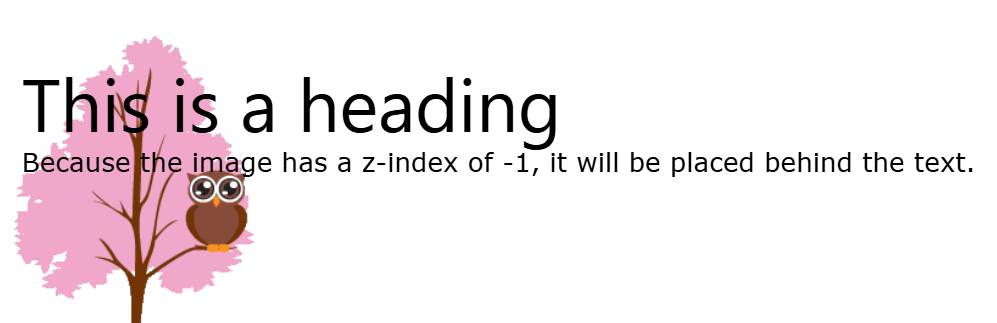 This is a heading
Because the image has a z-index of -1, it will be placed behind the text.